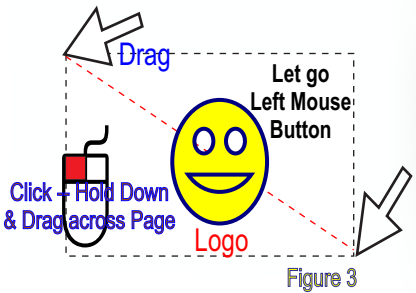 Drag
Let go
Left Mouse
Button
Click – Hold Down
& Drag across Page
Logo
Figure 3